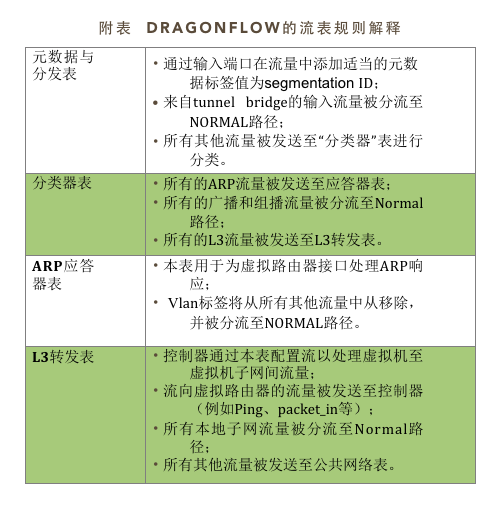 附表 DRAGONFLOW的流表规则解释
元数据与
分发表
• 通过输入端口在流量中添加适当的元数
据标签值为segmentation ID；
• 来自tunnel bridge的输入流量被分流至
NORMAL路径；
• 所有其他流量被发送至“分类器”表进行
分类。
分类器表
• 所有的ARP流量被发送至应答器表；
• 所有的广播和组播流量被分流至Normal
路径；
• 所有的L3流量被发送至L3转发表。
ARP应答
器表
• 本表用于为虚拟路由器接口处理ARP响
应；
• Vlan标签将从所有其他流量中从移除，
并被分流至NORMAL路径。
L3转发表
• 控制器通过本表配置流以处理虚拟机至
虚拟机子网间流量；
• 流向虚拟路由器的流量被发送至控制器
（例如Ping、packet_in等）；
• 所有本地子网流量被分流至Normal路
径；
• 所有其他流量被发送至公共网络表。